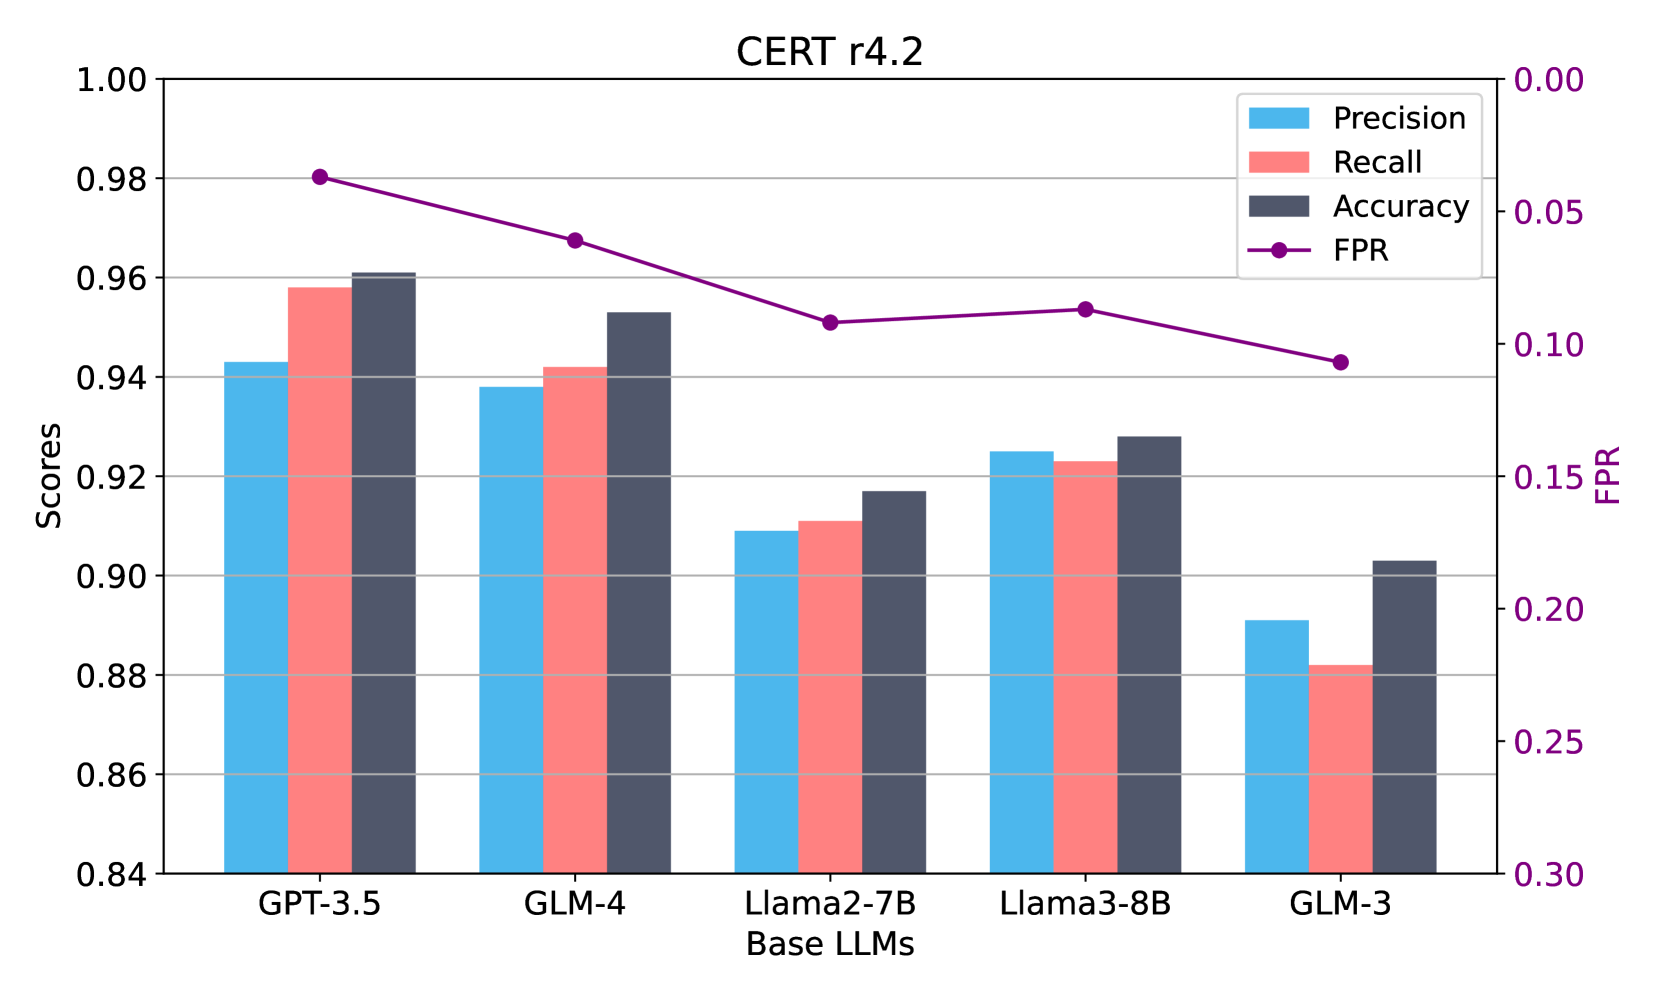 CERT r4.2
1.00
0.98
0.96
0.94
0.92
0.90
0.88
0.86
0.84
Scores
0.00
0.05
0.10
0.15
0.20
0.25
0.30
FPR
Precision
Recall
Accuracy
FPR
GPT-3.5 GLM-4 Llama2-7B Llama3-8B GLM-3
Base LLMs